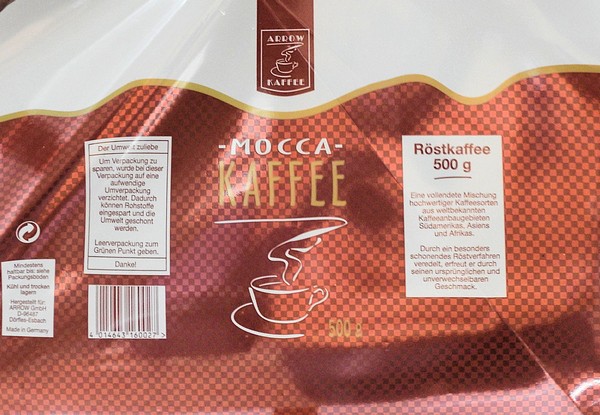 ARROW
KAFFEE
-MOCCA-
KAFFEE
500 g
Der Umwelt zuliebe
Um Verpackung zu
sparen, wurde bei dieser
Verpackung auf eine
aufwendige
Umverpackung
verzichtet. Dadurch
können Rohstoffe
eingespart und die
Umwelt geschont
werden.
Leerverpackung zum
Grünen Punkt geben.
Danke!
Mindestens
haltbar bis: siehe
Packungsboden
Kühl und trocken
lagern
Hergestellt für:
ARROW GmbH
D-96487
Dörfles-Esbach
Made in Germany
4 014643 160027 >
Röstkaffee
500 g
Eine vollendete Mischung
hochwertiger Kaffeesorten
aus weltbekannten
Kaffeeanbaugebieten
Südamerikas, Asiens
und Afrikas.
Durch ein besonders
schonendes Röstverfahren
veredelt, erfreut er durch
seinen ursprünglichen und
unverwechselbaren
Geschmack.